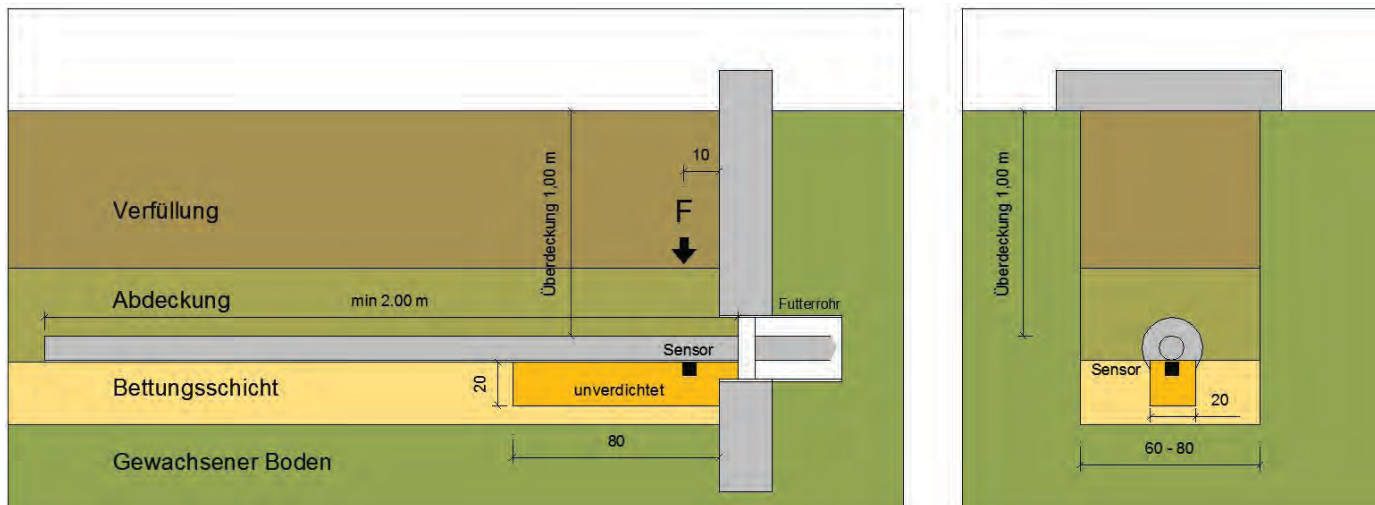 10
Überdeckung 1,00 m
F
Verfüllung
Abdeckung
min 2.00 m
Futterrohr
Sensor
Bettungsschicht
20
unverdichtet
80
Gewachsener Boden
Überdeckung 1,00 m
Sensor
20
60 - 80